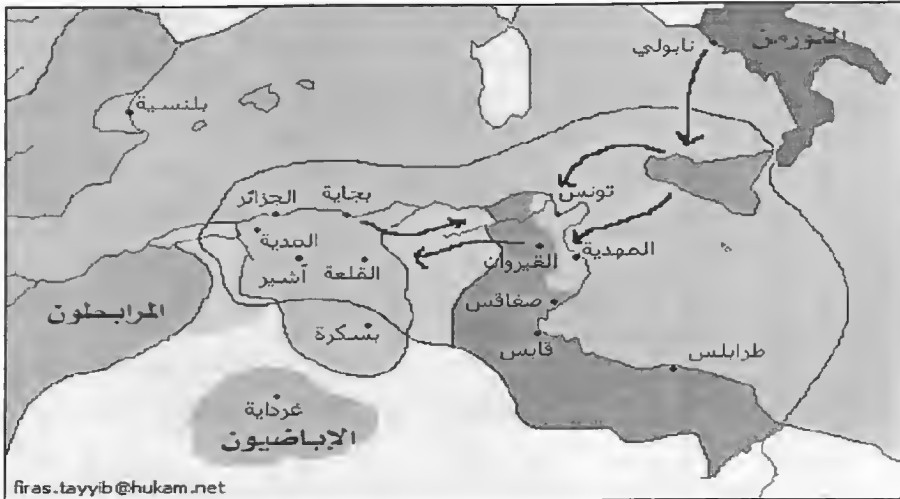 النورمن
نابولي
بلنسية
تونس
بجاية
الجزائر
المدية
المهدية
القيروان
القلعة
آشير
صفاقس
المرابطون
بسكرة
قابس
طرابلس
غرداية
الإباضيون
firas.tayyib@hukam.net